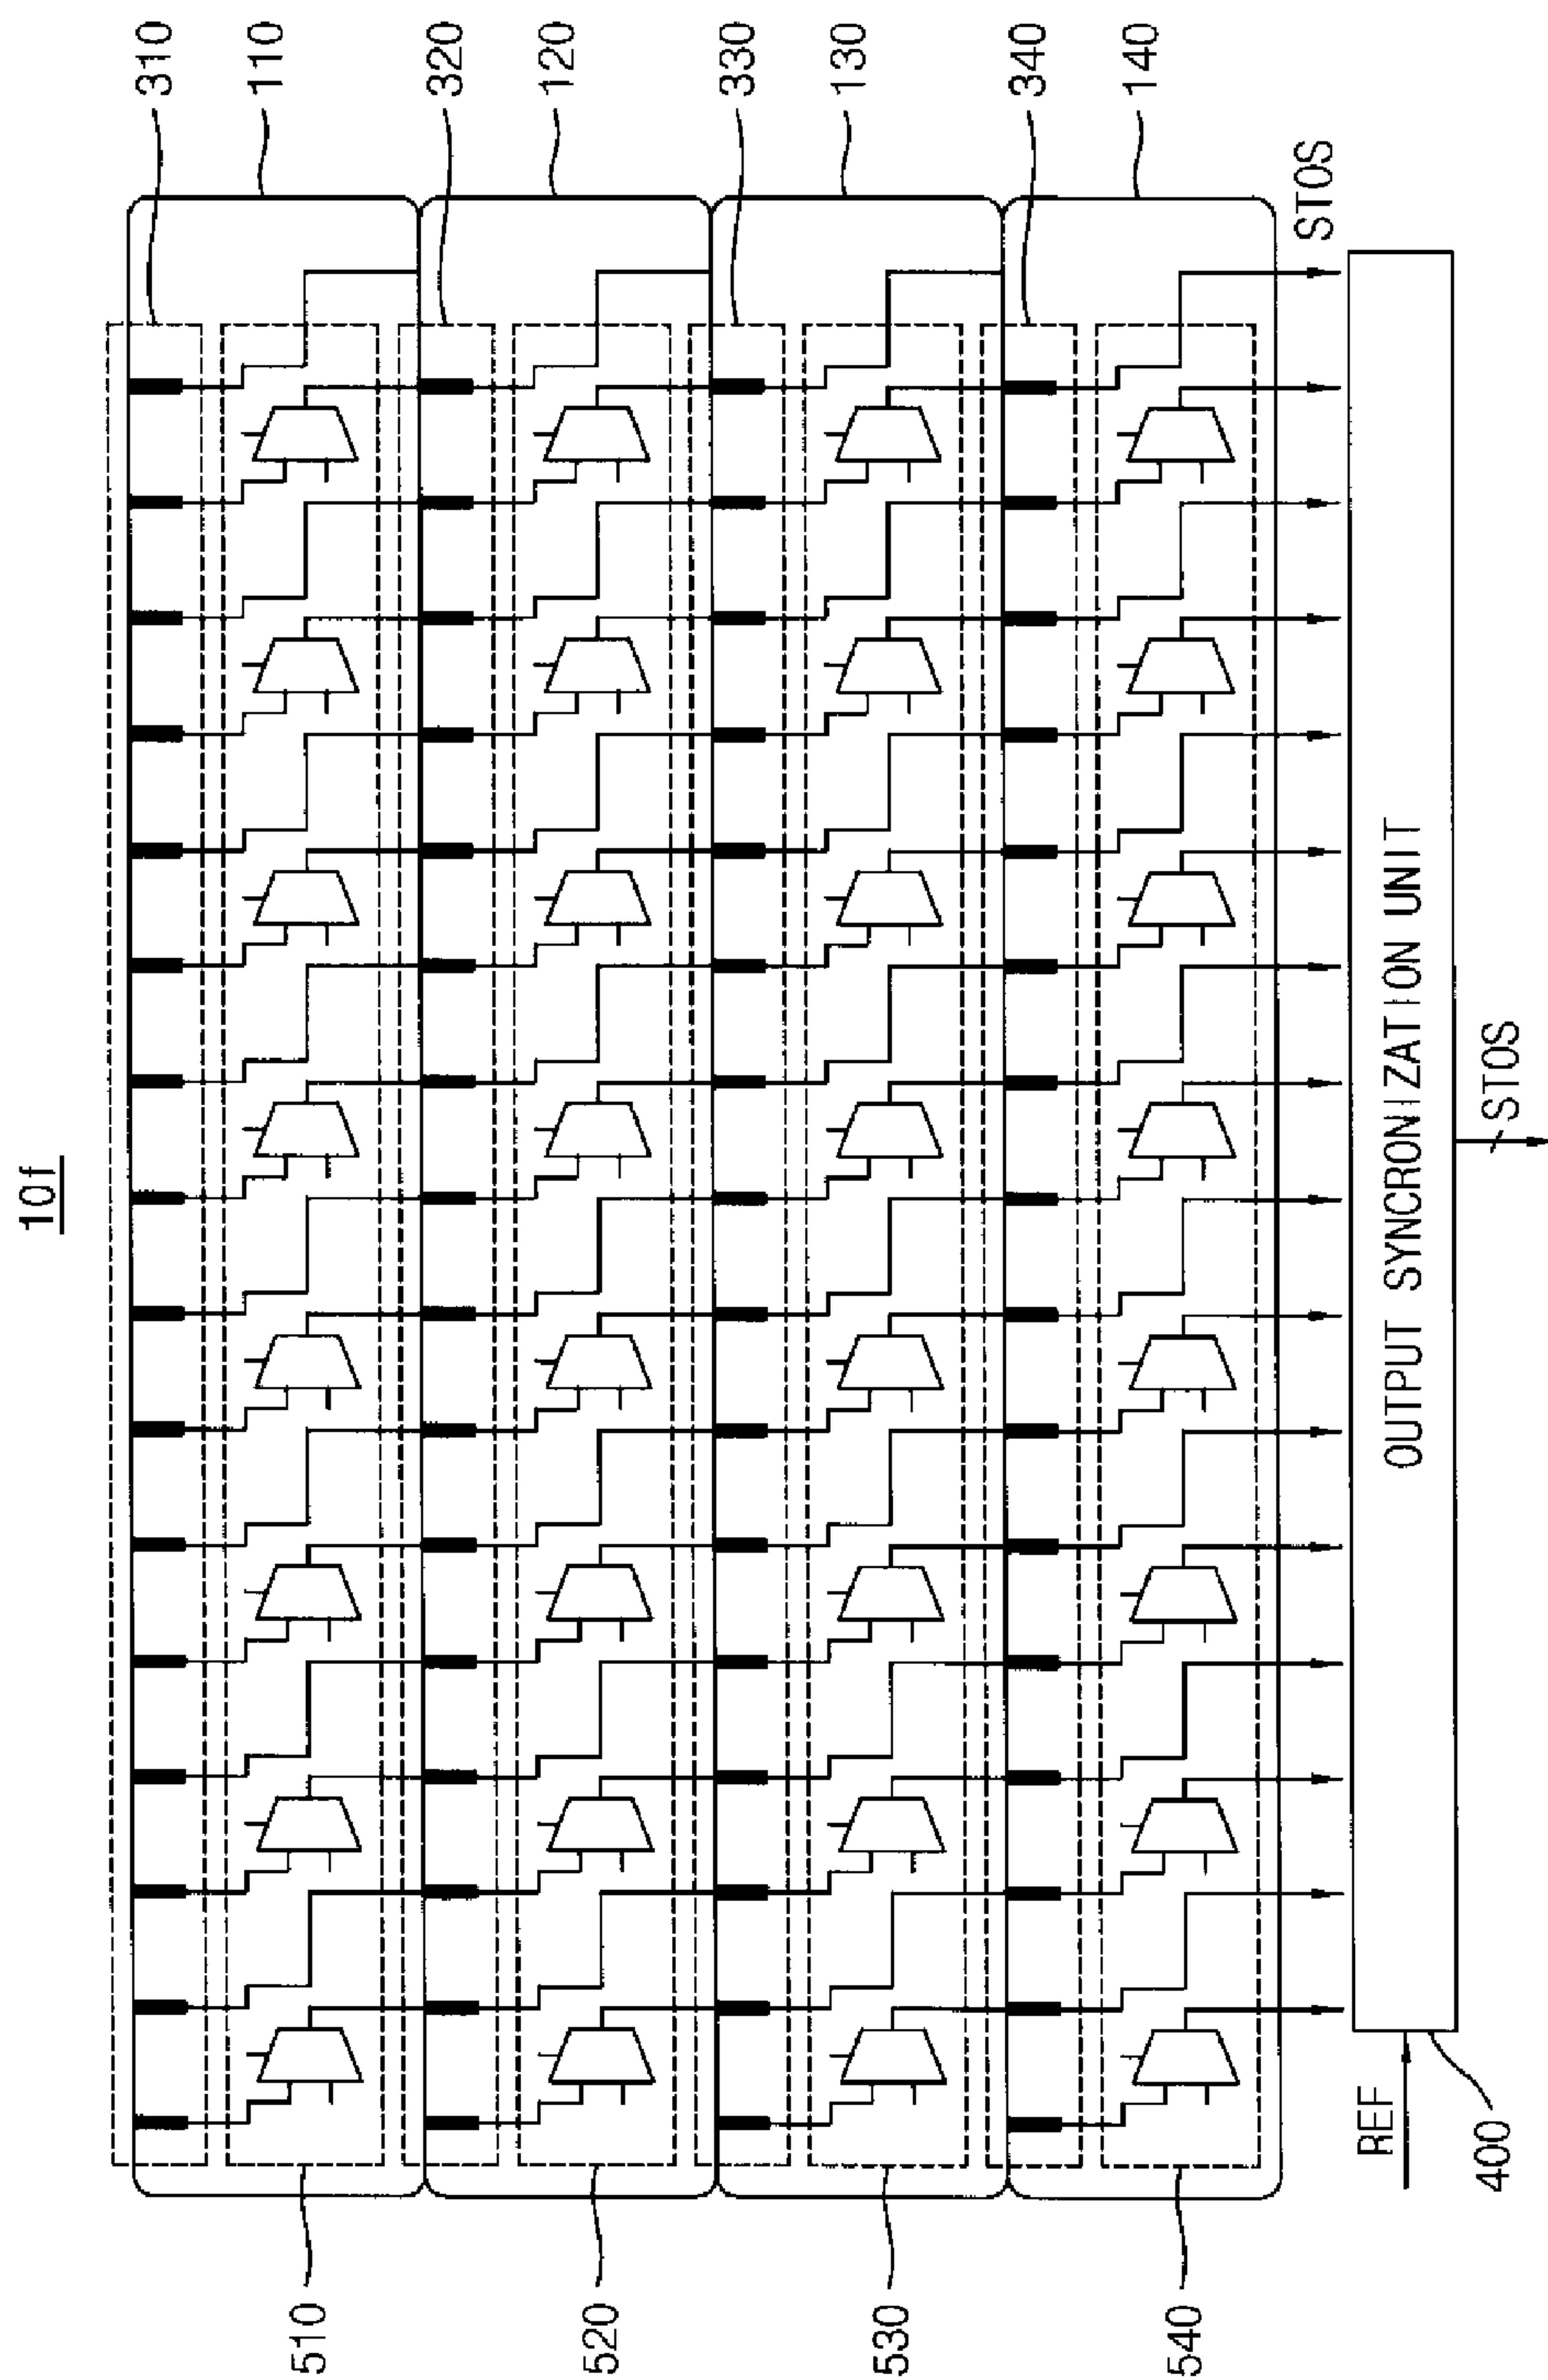 10f
310
110
320
120
330
130
340
140
STOS
510
520
530
540
OUTPUT SYNCRONIZATION UNIT
REF
400
STOS